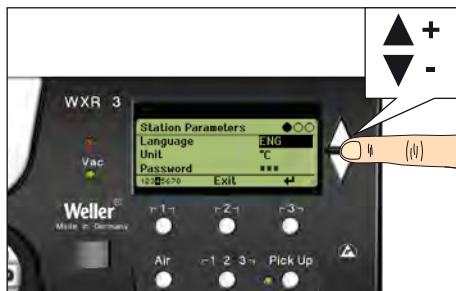 +
-
WXR 3
Station Parameters
Language ENG
Unit °C
Password ***
12345678 Exit ↵
Vac
Weller®
Made in Germany
1 2 3
Air 1 2 3 Pick Up